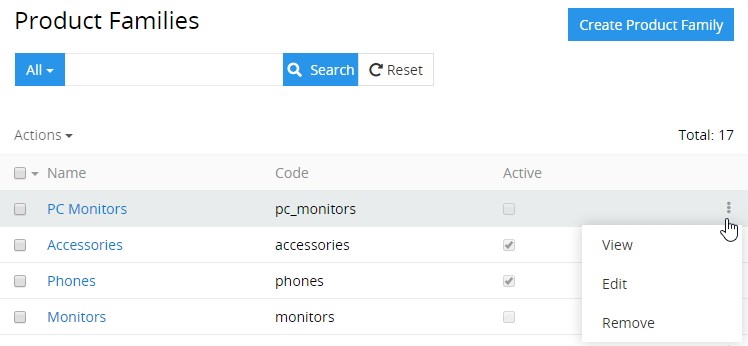 Product Families
Create Product Family
All Search Reset
Actions Total: 17
Name Code Active
PC Monitors pc_monitors
Accessories accessories
View
Phones phones
Edit
Monitors monitors
Remove